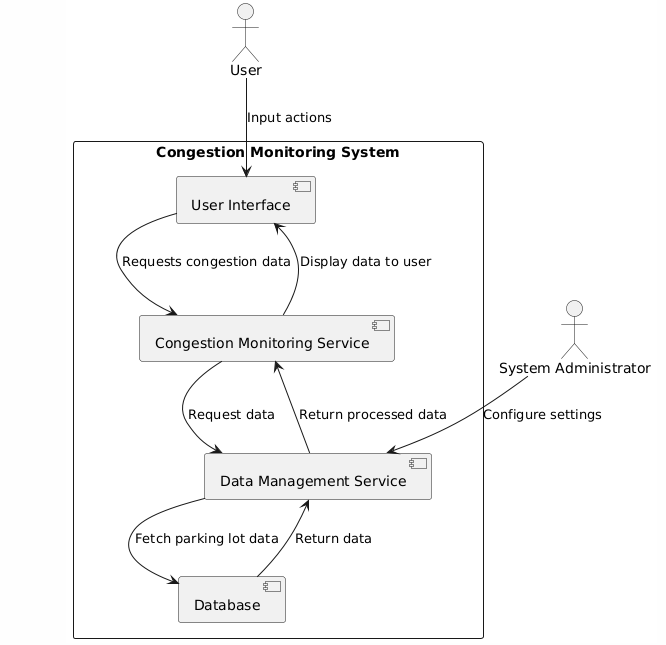 User
Input actions
Congestion Monitoring System
User Interface
Requests congestion data
Display data to user
Congestion Monitoring Service
System Administrator
Request data
Return processed data
Configure settings
Data Management Service
Fetch parking lot data
Return data
Database